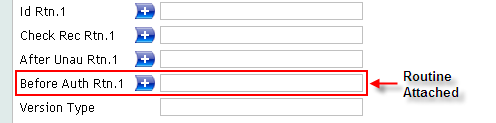 Id Rtn.1
Check Rec Rtn.1
After Unau Rtn.1
Before Auth Rtn.1
Routine
Attached
Version Type